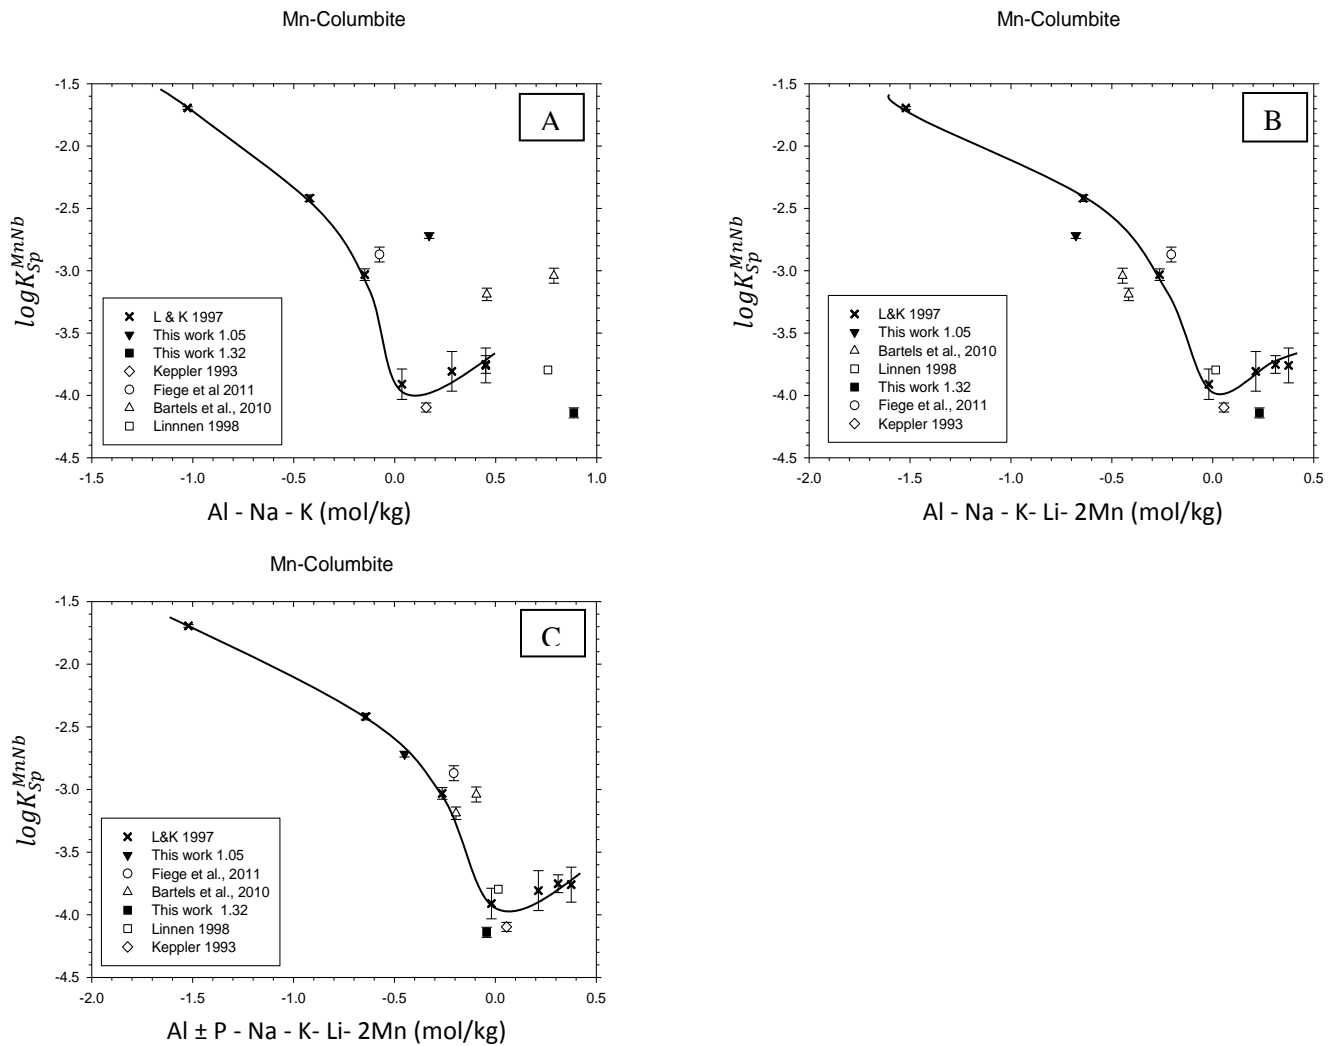 Mn-Columbite
A
logK_{Sp}^{MnNb}
-1.5
-2.0
-2.5
-3.0
-3.5
-4.0
-4.5
L & K 1997
This work 1.05
This work 1.32
Keppler 1993
Fiege et al 2011
Bartels et al., 2010
Linnnen 1998
-1.5 -1.0 -0.5 0.0 0.5 1.0
Al - Na - K (mol/kg)
Mn-Columbite
B
logK_{Sp}^{MnNb}
-1.5
-2.0
-2.5
-3.0
-3.5
-4.0
-4.5
L&K 1997
This work 1.05
Bartels et al., 2010
Linnen 1998
This work 1.32
Fiege et al., 2011
Keppler 1993
-2.0 -1.5 -1.0 -0.5 0.0 0.5
Al - Na - K- Li- 2Mn (mol/kg)
Mn-Columbite
C
logK_{Sp}^{MnNb}
-1.5
-2.0
-2.5
-3.0
-3.5
-4.0
-4.5
L&K 1997
This work 1.05
Fiege et al., 2011
Bartels et al., 2010
This work 1.32
Linnen 1998
Keppler 1993
-2.0 -1.5 -1.0 -0.5 0.0 0.5
Al ± P - Na - K- Li- 2Mn (mol/kg)